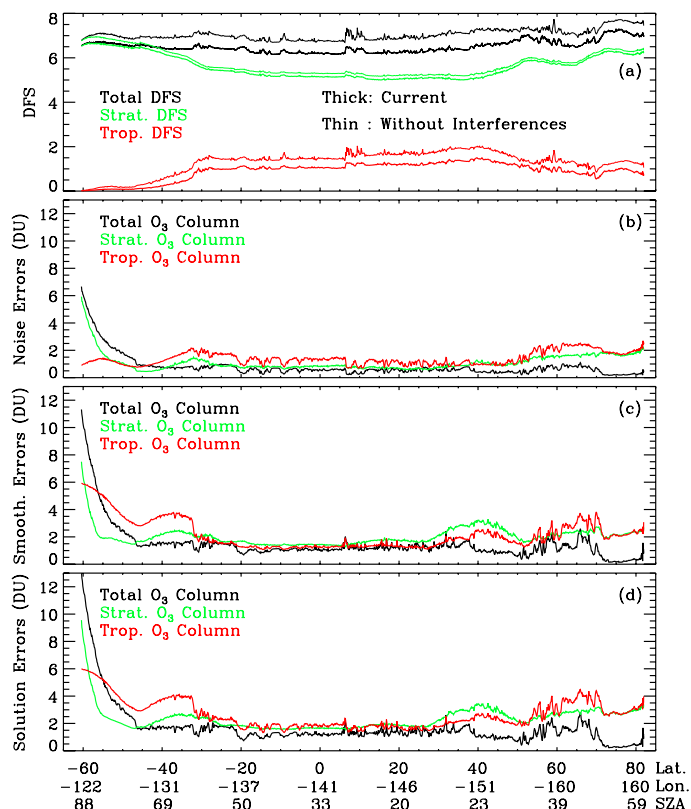 8
6
4
2
0
DFS
(a)
Total DFS
Strat. DFS
Trop. DFS
Thick: Current
Thin : Without Interferences
12
10
8
6
4
2
0
Noise Errors (DU)
(b)
Total O₃ Column
Strat. O₃ Column
Trop. O₃ Column
12
10
8
6
4
2
0
Smooth. Errors (DU)
(c)
Total O₃ Column
Strat. O₃ Column
Trop. O₃ Column
12
10
8
6
4
2
0
Solution Errors (DU)
(d)
Total O₃ Column
Strat. O₃ Column
Trop. O₃ Column
−60 −40 −20 0 20 40 60 80 Lat.
−122 −131 −137 −141 −146 −151 −160 160 Lon.
88 69 50 33 20 23 39 59 SZA